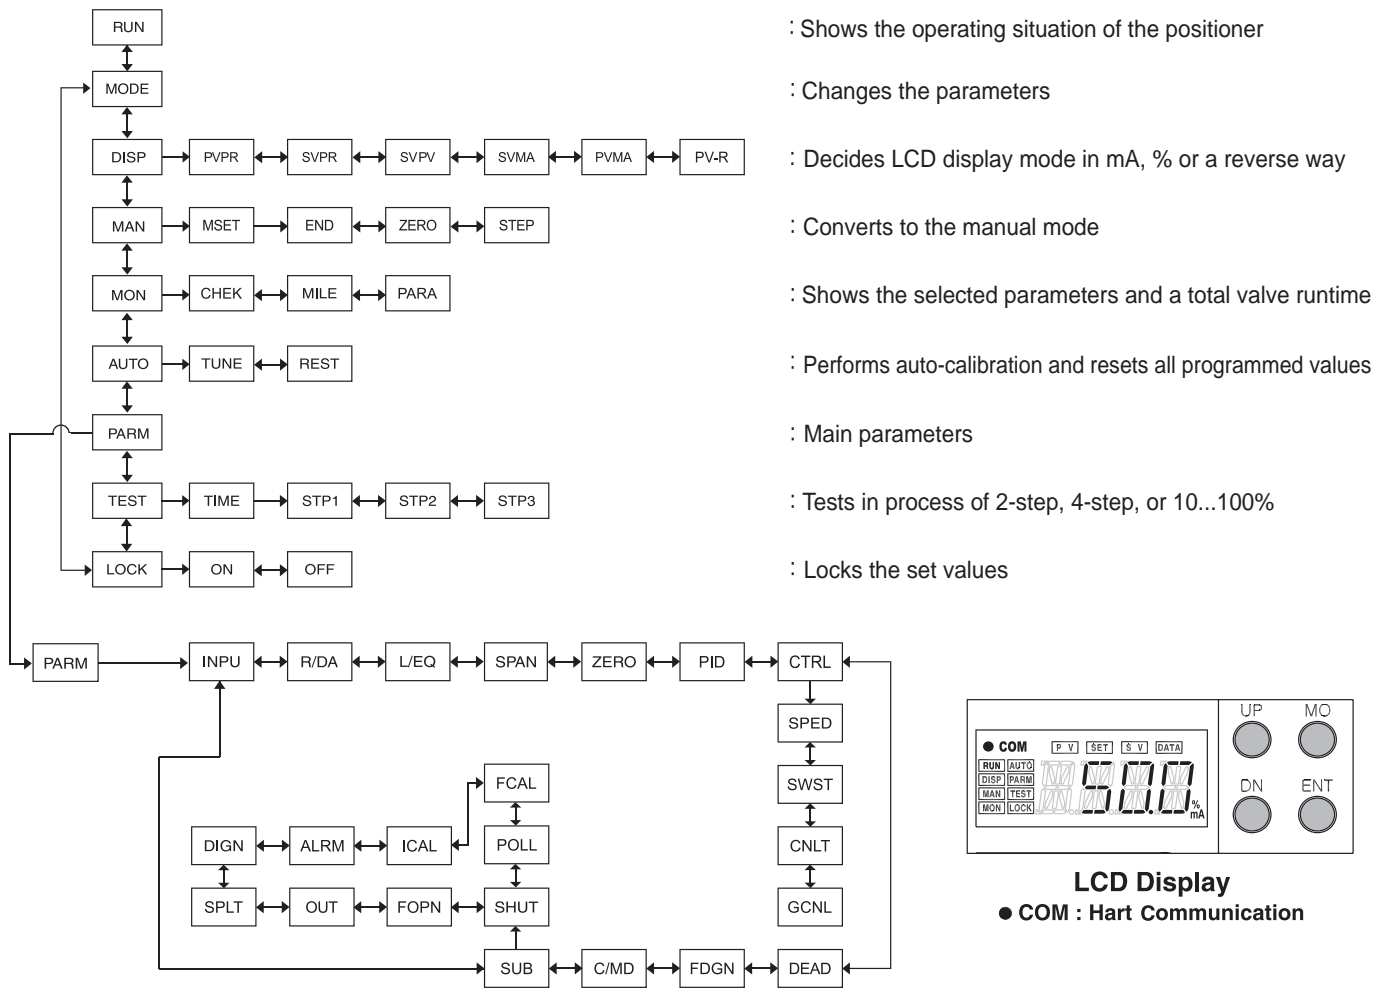 RUN : Shows the operating situation of the positioner
MODE : Changes the parameters
DISP PVPR SVPR SVPV SVMA PVMA PV-R : Decides LCD display mode in mA, % or a reverse way
MAN MSET END ZERO STEP : Converts to the manual mode
MON CHEK MILE PARA : Shows the selected parameters and a total valve runtime
AUTO TUNE REST : Performs auto-calibration and resets all programmed values
PARM : Main parameters
TEST TIME STP1 STP2 STP3 : Tests in process of 2-step, 4-step, or 10...100%
LOCK ON OFF : Locks the set values
PARM INPU R/DA L/EQ SPAN ZERO PID CTRL
SPED
FCAL SWST
DIGN ALRM ICAL POLL CNLT
SPLT OUT FOPN SHUT GCNL
SUB C/MD FDGN DEAD
UP MO
● COM P V SET S V DATA
RUN AUTO
DISP PARM
MAN TEST
MON LOCK
50.0 % mA
DN ENT
LCD Display
● COM : Hart Communication